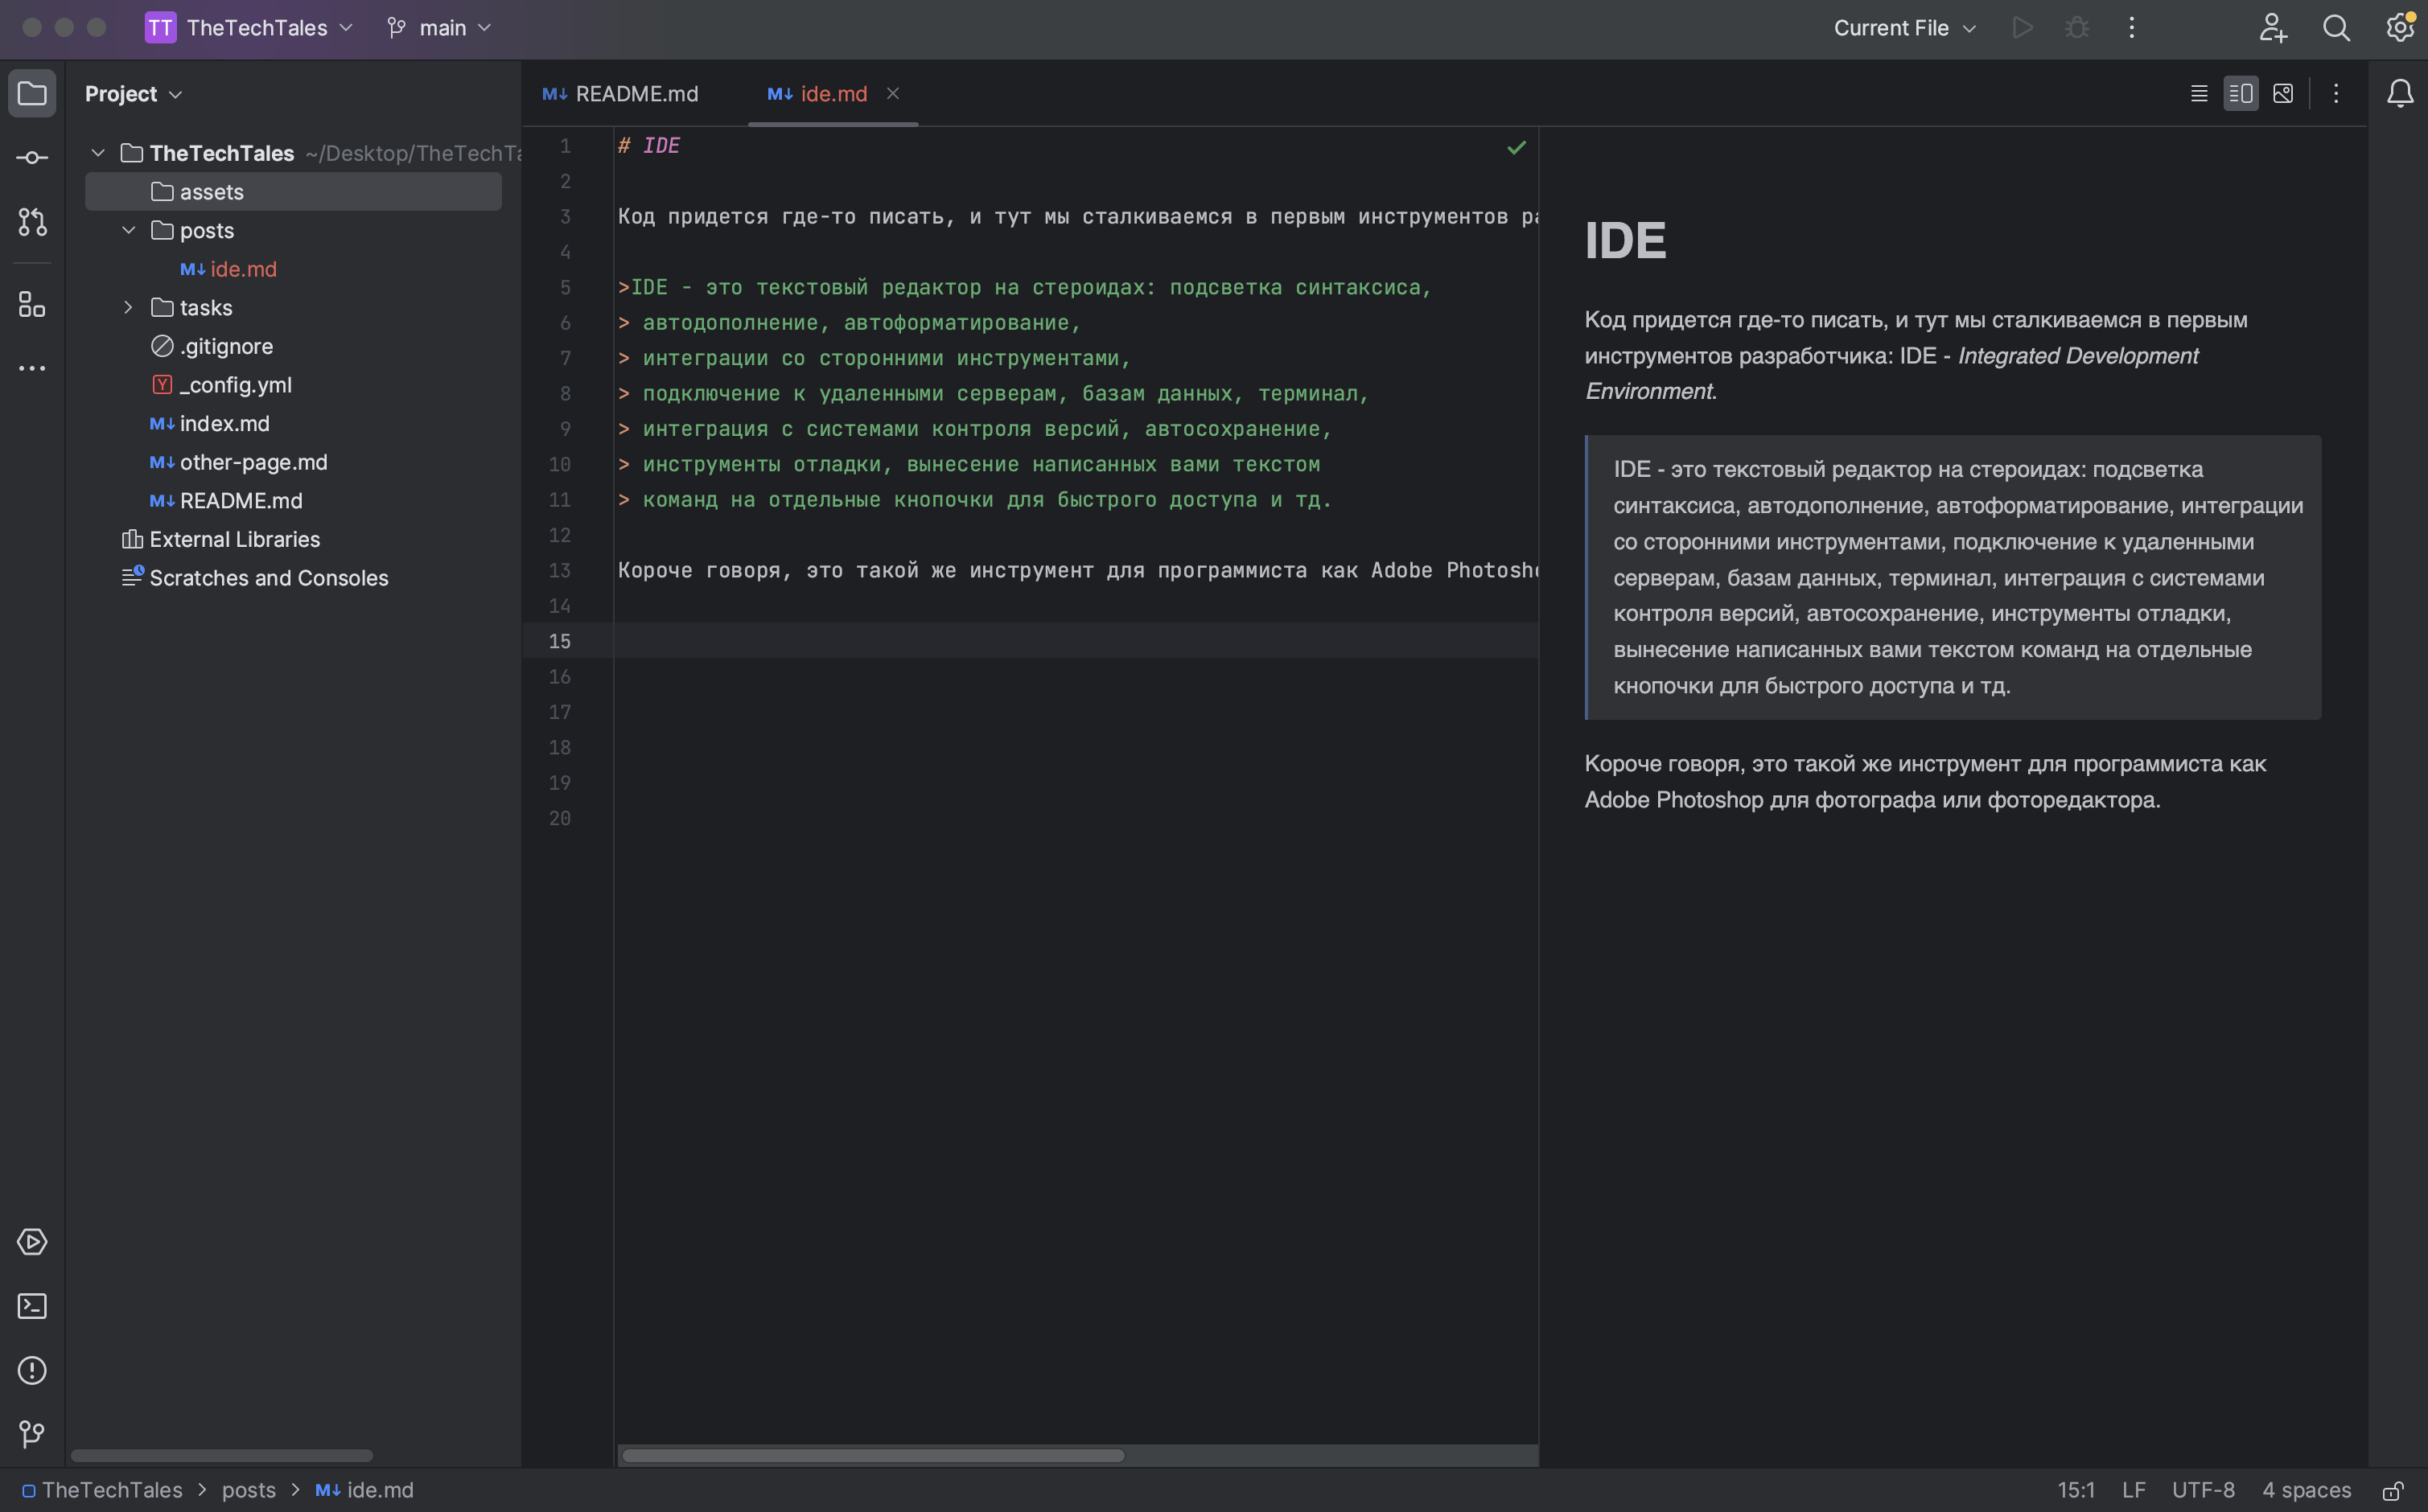 TT TheTechTales main Current File
Project
README.md ide.md
TheTechTales ~/Desktop/TheTechTa
assets
posts
ide.md
tasks
.gitignore
_config.yml
index.md
other-page.md
README.md
External Libraries
Scratches and Consoles
1 # IDE
2
3 Код придется где-то писать, и тут мы сталкиваемся в первым инструментов ра
4
5 >IDE - это текстовый редактор на стероидах: подсветка синтаксиса,
6 > автодополнение, автоформатирование,
7 > интеграции со сторонними инструментами,
8 > подключение к удаленными серверам, базам данных, терминал,
9 > интеграция с системами контроля версий, автосохранение,
10 > инструменты отладки, вынесение написанных вами текстом
11 > команд на отдельные кнопочки для быстрого доступа и тд.
12
13 Короче говоря, это такой же инструмент для программиста как Adobe Photosho
14
15
16
17
18
19
20
IDE
Код придется где-то писать, и тут мы сталкиваемся в первым
инструментов разработчика: IDE - Integrated Development
Environment.
IDE - это текстовый редактор на стероидах: подсветка
синтаксиса, автодополнение, автоформатирование, интеграции
со сторонними инструментами, подключение к удаленными
серверам, базам данных, терминал, интеграция с системами
контроля версий, автосохранение, инструменты отладки,
вынесение написанных вами текстом команд на отдельные
кнопочки для быстрого доступа и тд.
Короче говоря, это такой же инструмент для программиста как
Adobe Photoshop для фотографа или фоторедактора.
TheTechTales > posts > ide.md 15:1 LF UTF-8 4 spaces